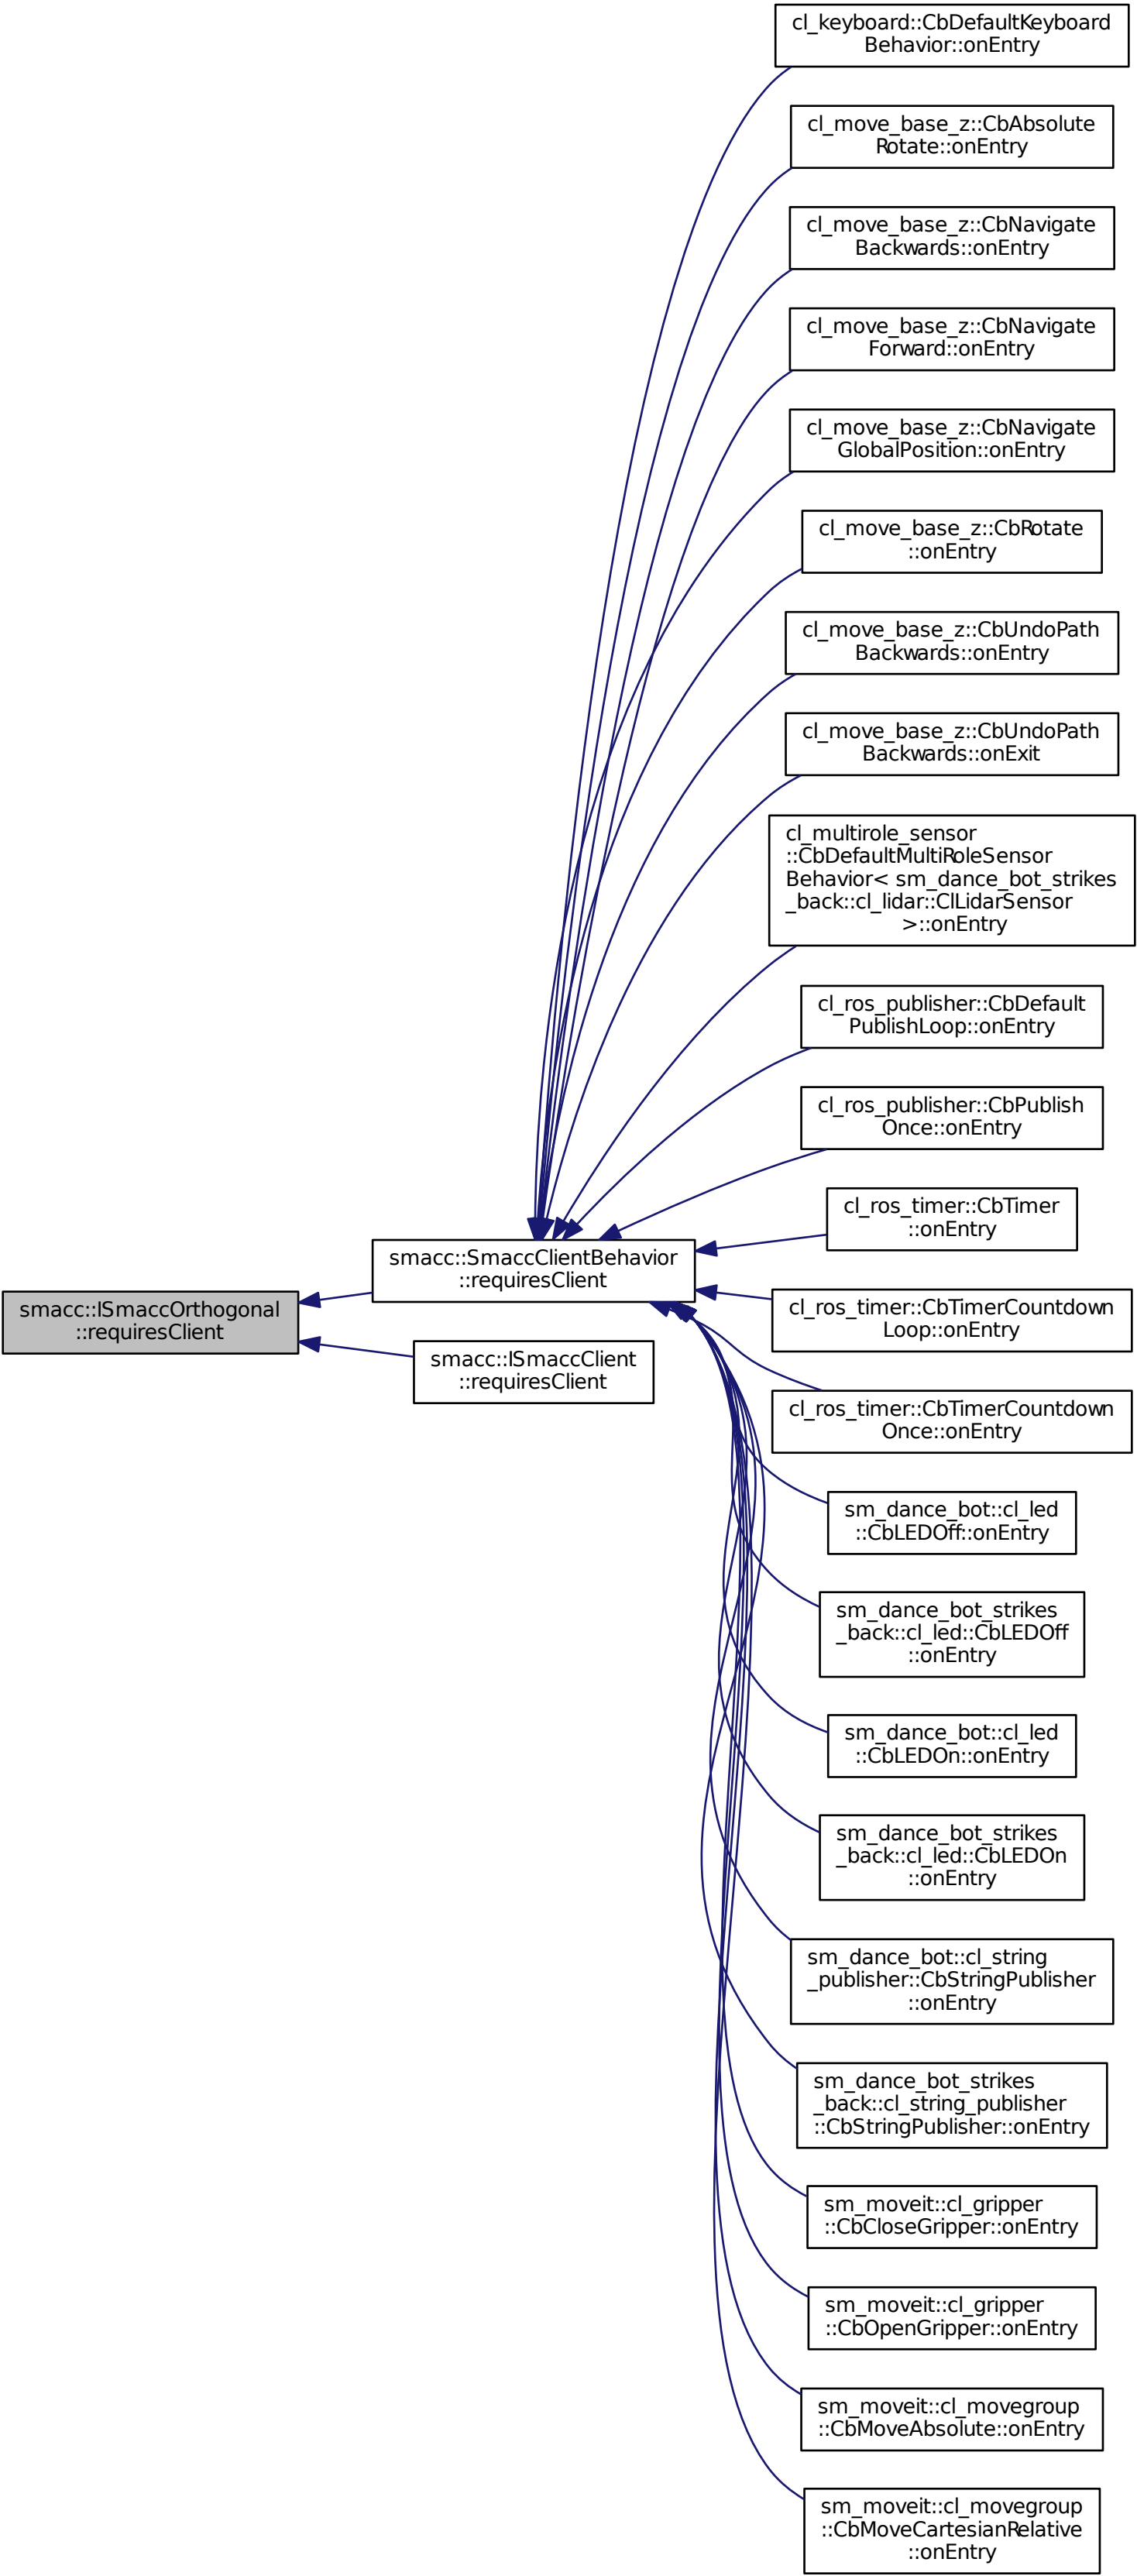 cl_keyboard::CbDefaultKeyboard
Behavior::onEntry
cl_move_base_z::CbAbsolute
Rotate::onEntry
cl_move_base_z::CbNavigate
Backwards::onEntry
cl_move_base_z::CbNavigate
Forward::onEntry
cl_move_base_z::CbNavigate
GlobalPosition::onEntry
cl_move_base_z::CbRotate
::onEntry
cl_move_base_z::CbUndoPath
Backwards::onEntry
cl_move_base_z::CbUndoPath
Backwards::onExit
cl_multirole_sensor
::CbDefaultMultiRoleSensor
Behavior< sm_dance_bot_strikes
_back::cl_lidar::ClLidarSensor
>::onEntry
cl_ros_publisher::CbDefault
PublishLoop::onEntry
cl_ros_publisher::CbPublish
Once::onEntry
cl_ros_timer::CbTimer
::onEntry
smacc::SmaccClientBehavior
::requiresClient
smacc::ISmaccOrthogonal
::requiresClient
cl_ros_timer::CbTimerCountdown
Loop::onEntry
smacc::ISmaccClient
::requiresClient
cl_ros_timer::CbTimerCountdown
Once::onEntry
sm_dance_bot::cl_led
::CbLEDOff::onEntry
sm_dance_bot_strikes
_back::cl_led::CbLEDOff
::onEntry
sm_dance_bot::cl_led
::CbLEDOn::onEntry
sm_dance_bot_strikes
_back::cl_led::CbLEDOn
::onEntry
sm_dance_bot::cl_string
_publisher::CbStringPublisher
::onEntry
sm_dance_bot_strikes
_back::cl_string_publisher
::CbStringPublisher::onEntry
sm_moveit::cl_gripper
::CbCloseGripper::onEntry
sm_moveit::cl_gripper
::CbOpenGripper::onEntry
sm_moveit::cl_movegroup
::CbMoveAbsolute::onEntry
sm_moveit::cl_movegroup
::CbMoveCartesianRelative
::onEntry